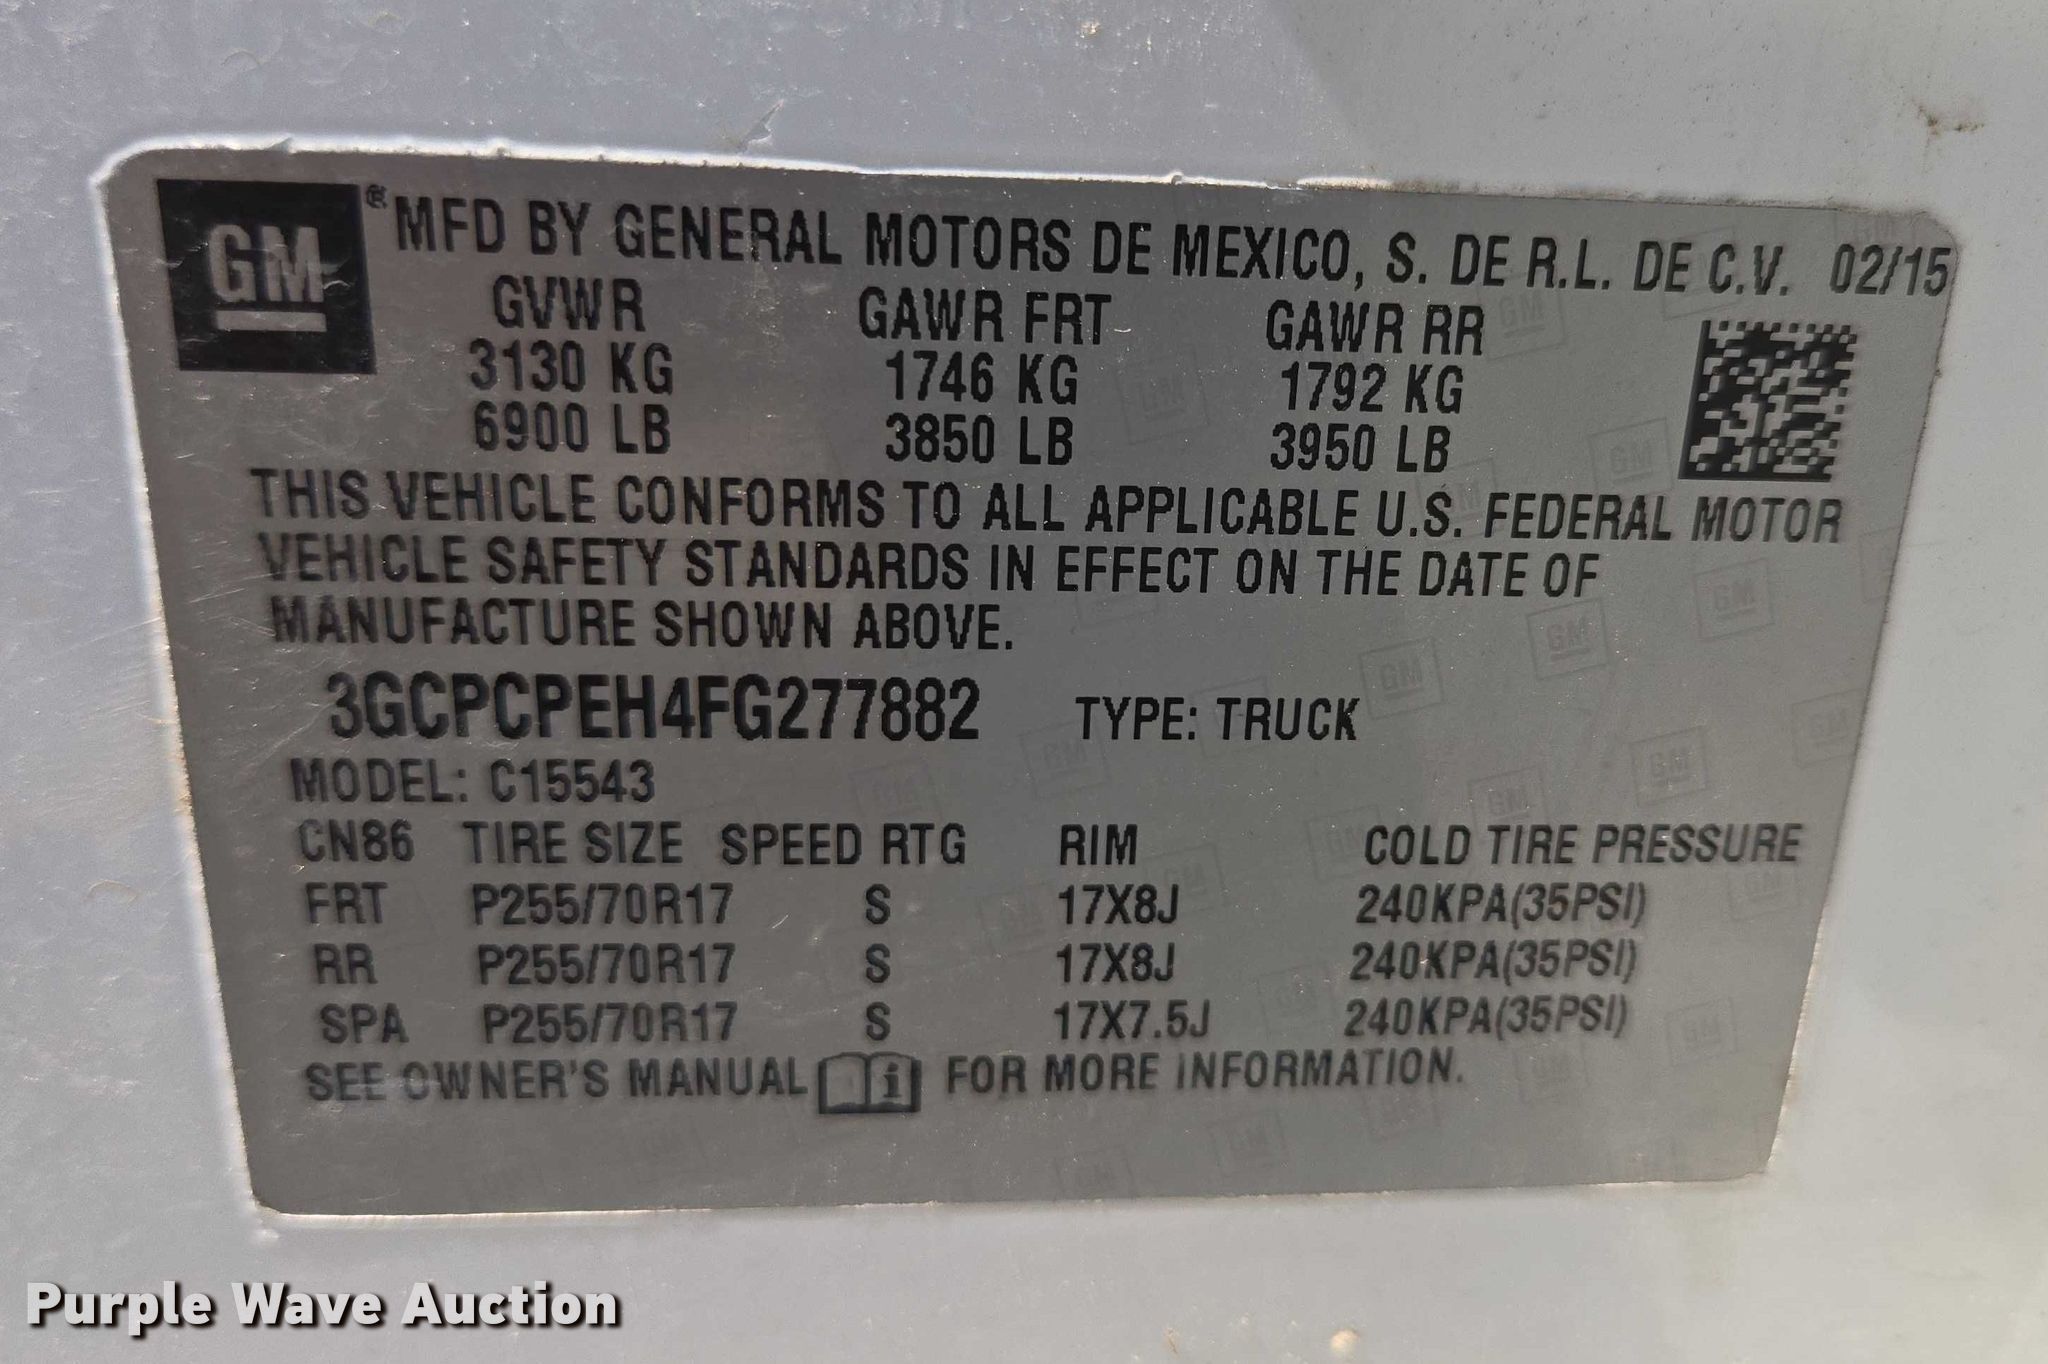 GM® MFD BY GENERAL MOTORS DE MEXICO, S. DE R.L. DE C.V. 02/15
GVWR GAWR FRT GAWR RR
3130 KG 1746 KG 1792 KG
6900 LB 3850 LB 3950 LB
THIS VEHICLE CONFORMS TO ALL APPLICABLE U.S. FEDERAL MOTOR
VEHICLE SAFETY STANDARDS IN EFFECT ON THE DATE OF
MANUFACTURE SHOWN ABOVE.
3GCPCPEH4FG277882 TYPE: TRUCK
MODEL: C15543
CN86 TIRE SIZE SPEED RTG RIM COLD TIRE PRESSURE
FRT P255/70R17 S 17X8J 240KPA(35PSI)
RR P255/70R17 S 17X8J 240KPA(35PSI)
SPA P255/70R17 S 17X7.5J 240KPA(35PSI)
SEE OWNER'S MANUAL i FOR MORE INFORMATION.
Purple Wave Auction